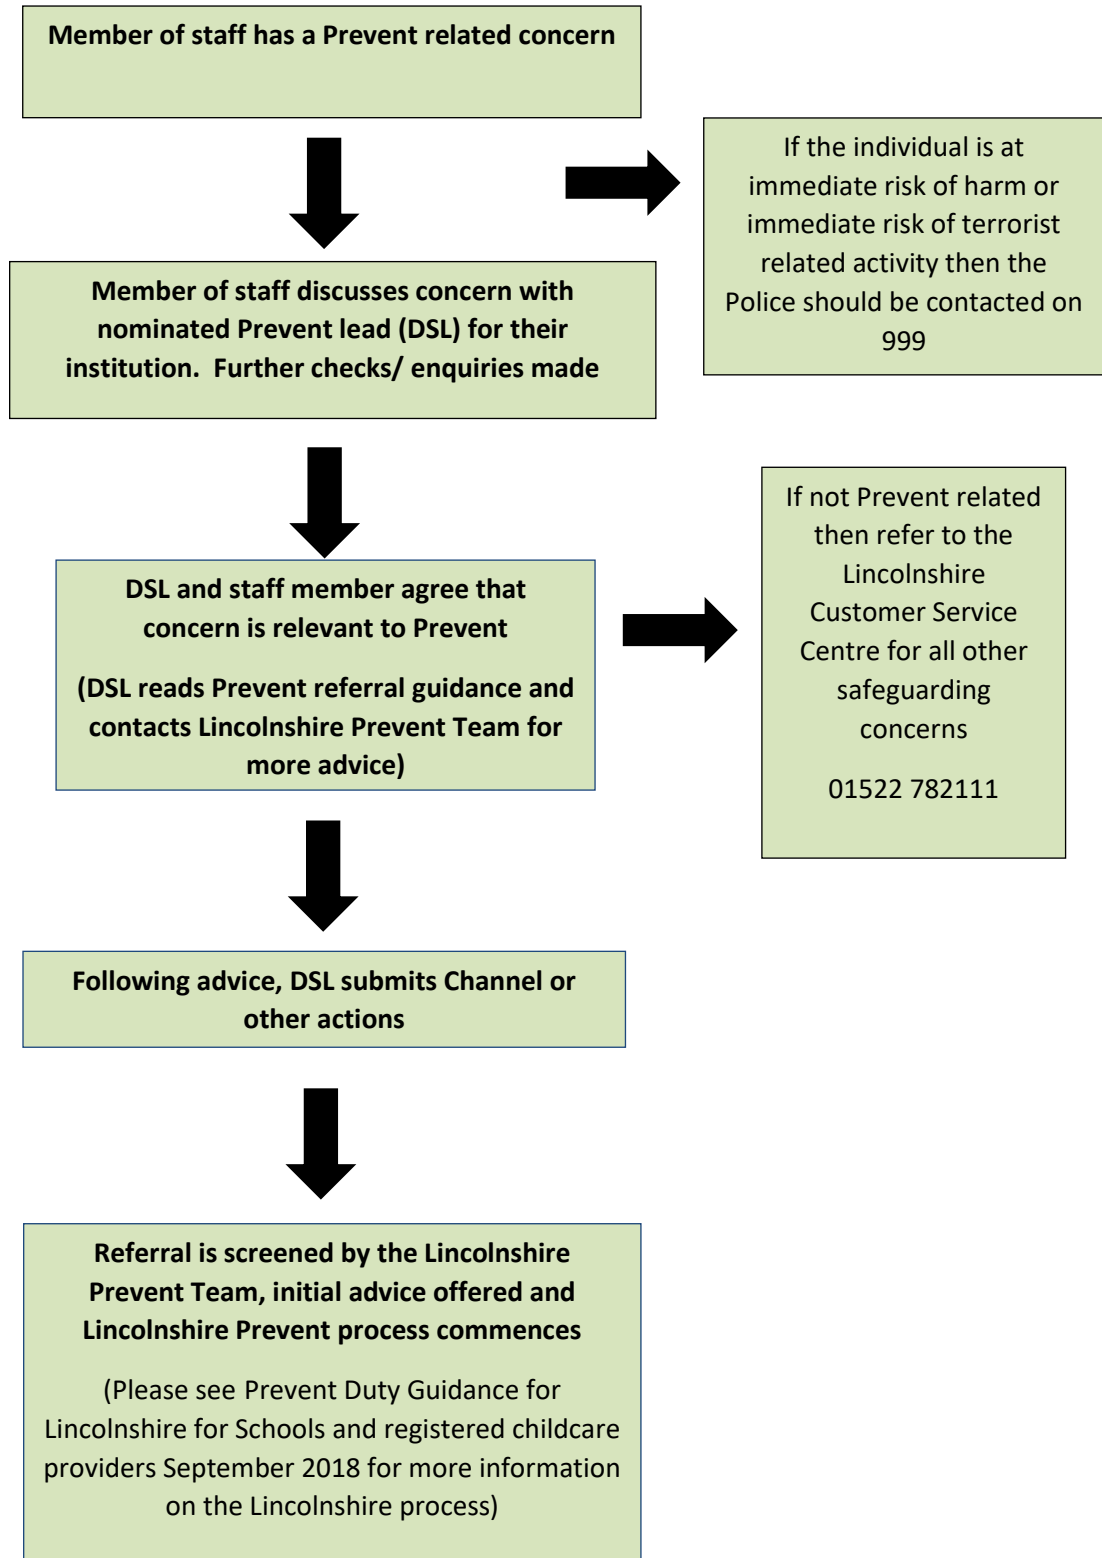 Member of staff has a Prevent related concern
If the individual is at
immediate risk of harm or
immediate risk of terrorist
related activity then the
Police should be contacted on
999
Member of staff discusses concern with
nominated Prevent lead (DSL) for their
institution.  Further checks/ enquiries made
If not Prevent related
then refer to the
Lincolnshire
Customer Service
Centre for all other
safeguarding
concerns
01522 782111
DSL and staff member agree that
concern is relevant to Prevent
(DSL reads Prevent referral guidance and
contacts Lincolnshire Prevent Team for
more advice)
Following advice, DSL submits Channel or
other actions
Referral is screened by the Lincolnshire
Prevent Team, initial advice offered and
Lincolnshire Prevent process commences
(Please see Prevent Duty Guidance for
Lincolnshire for Schools and registered childcare
providers September 2018 for more information
on the Lincolnshire process)